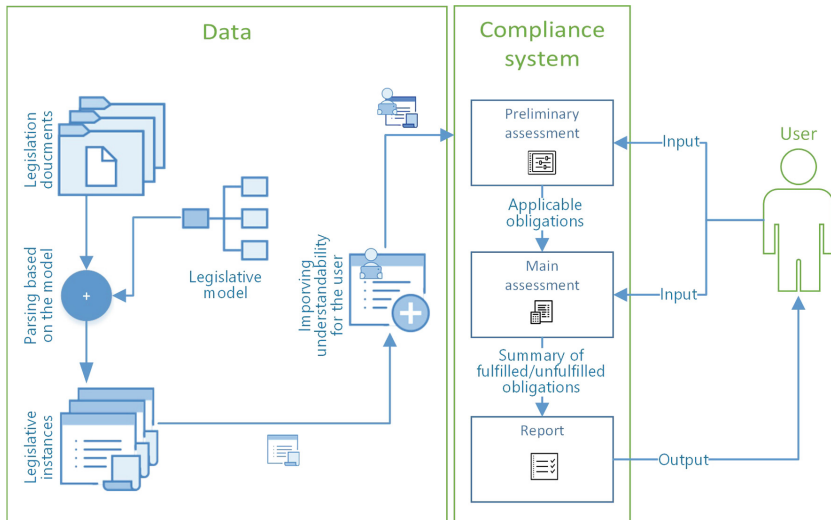 Data
Legislation
doucments
Parsing based
on the model
+
Legislative
model
Legislative
instances
Imporving
understandability
for the user
Compliance
system
Preliminary
assessment
Applicable
obligations
Main
assessment
Summary of
fulfilled/unfulfilled
obligations
Report
User
Input
Input
Output